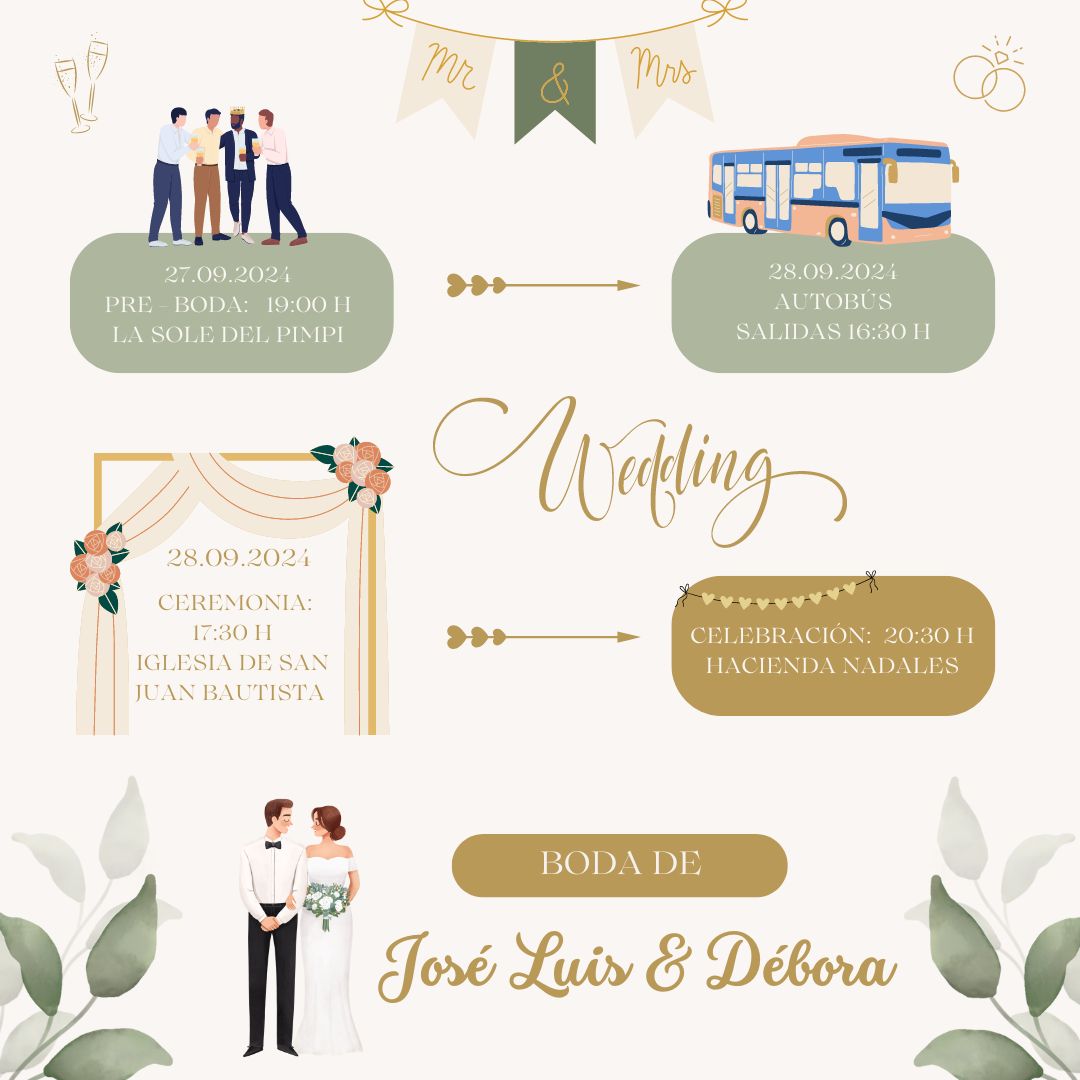 Mr & Mrs
27.09.2024
PRE - BODA: 19:00 H
LA SOLE DEL PIMPI
28.09.2024
AUTOBÚS
SALIDAS 16:30 H
Wedding
28.09.2024
CEREMONIA:
17:30 H
IGLESIA DE SAN
JUAN BAUTISTA
CELEBRACIÓN: 20:30 H
HACIENDA NADALES
BODA DE
José Luis & Débora